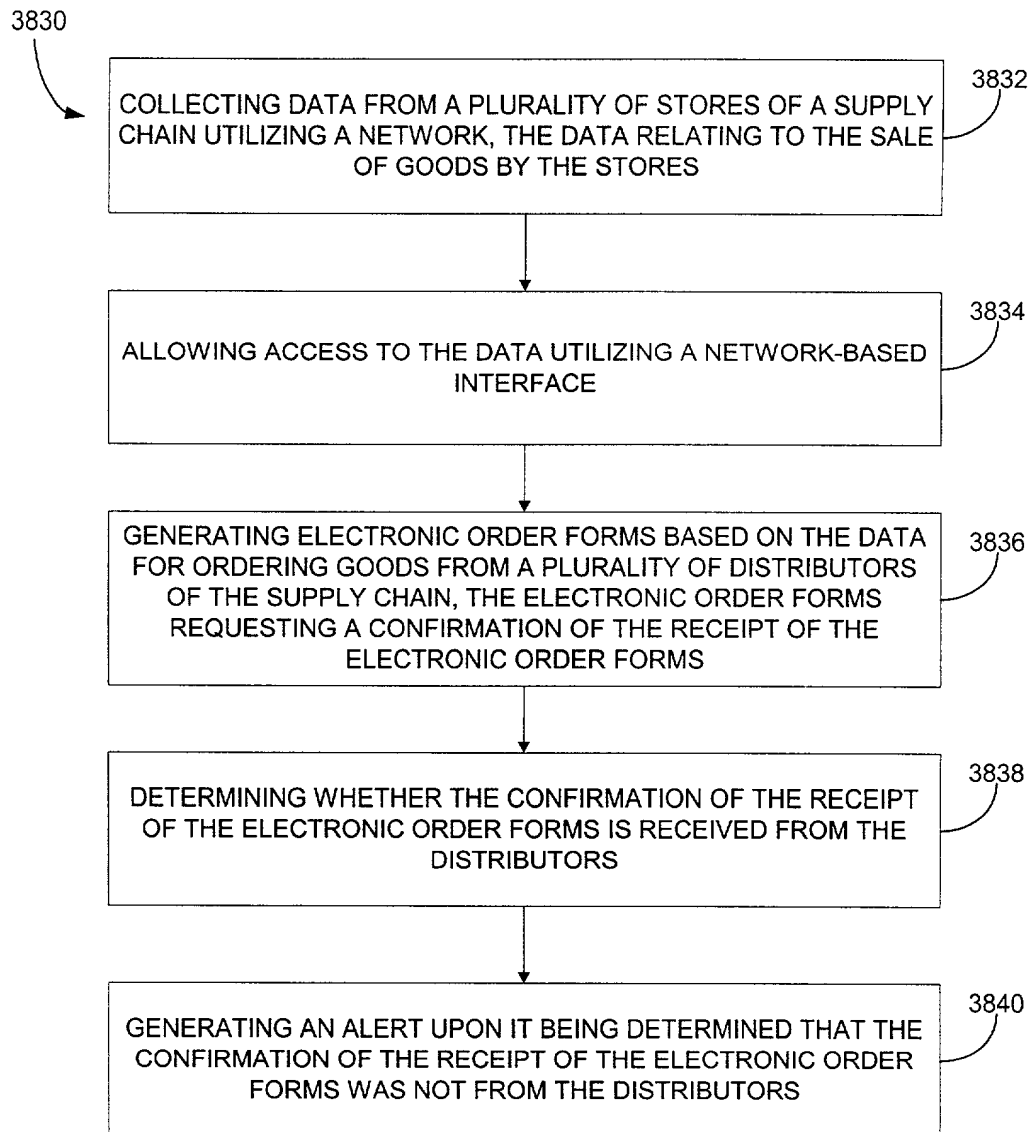 3830
COLLECTING DATA FROM A PLURALITY OF STORES OF A SUPPLY
CHAIN UTILIZING A NETWORK, THE DATA RELATING TO THE SALE
OF GOODS BY THE STORES
3832
ALLOWING ACCESS TO THE DATA UTILIZING A NETWORK-BASED
INTERFACE
3834
GENERATING ELECTRONIC ORDER FORMS BASED ON THE DATA
FOR ORDERING GOODS FROM A PLURALITY OF DISTRIBUTORS
OF THE SUPPLY CHAIN, THE ELECTRONIC ORDER FORMS
REQUESTING A CONFIRMATION OF THE RECEIPT OF THE
ELECTRONIC ORDER FORMS
3836
DETERMINING WHETHER THE CONFIRMATION OF THE RECEIPT
OF THE ELECTRONIC ORDER FORMS IS RECEIVED FROM THE
DISTRIBUTORS
3838
GENERATING AN ALERT UPON IT BEING DETERMINED THAT THE
CONFIRMATION OF THE RECEIPT OF THE ELECTRONIC ORDER
FORMS WAS NOT FROM THE DISTRIBUTORS
3840